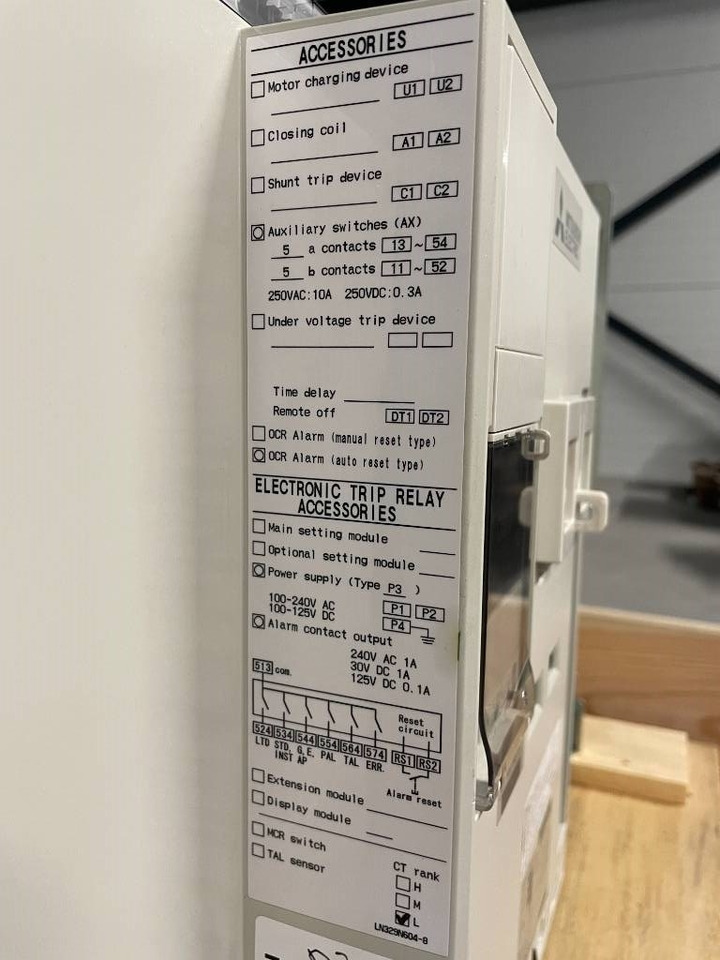 ACCESSORIES
Motor charging device
U1 U2
Closing coil
A1 A2
Shunt trip device
C1 C2
Auxiliary switches (AX)
5 a contacts 13 ~ 54
5 b contacts 11 ~ 52
250VAC:10A 250VDC:0.3A
Under voltage trip device
Time delay
Remote off DT1 DT2
OCR Alarm (manual reset type)
OCR Alarm (auto reset type)
ELECTRONIC TRIP RELAY
ACCESSORIES
Main setting module
Optional setting module
Power supply (Type P3 )
100-240V AC P1 P2
100-125V DC P4
Alarm contact output
240V AC 1A
30V DC 1A
125V DC 0.1A
513 com.
Reset
circuit
524 534 544 554 564 574 RS1 RS2
LTD STD. G.E. PAL TAL ERR.
INST AP
Alarm reset
Extension module
Display module
MCR switch
TAL sensor
CT rank
H
M
L
LN329N604-8